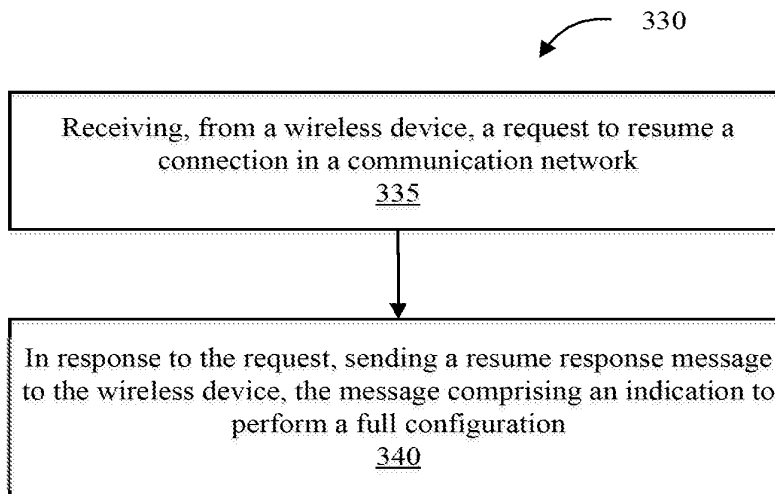 330
Receiving, from a wireless device, a request to resume a
connection in a communication network
335
In response to the request, sending a resume response message
to the wireless device, the message comprising an indication to
perform a full configuration
340